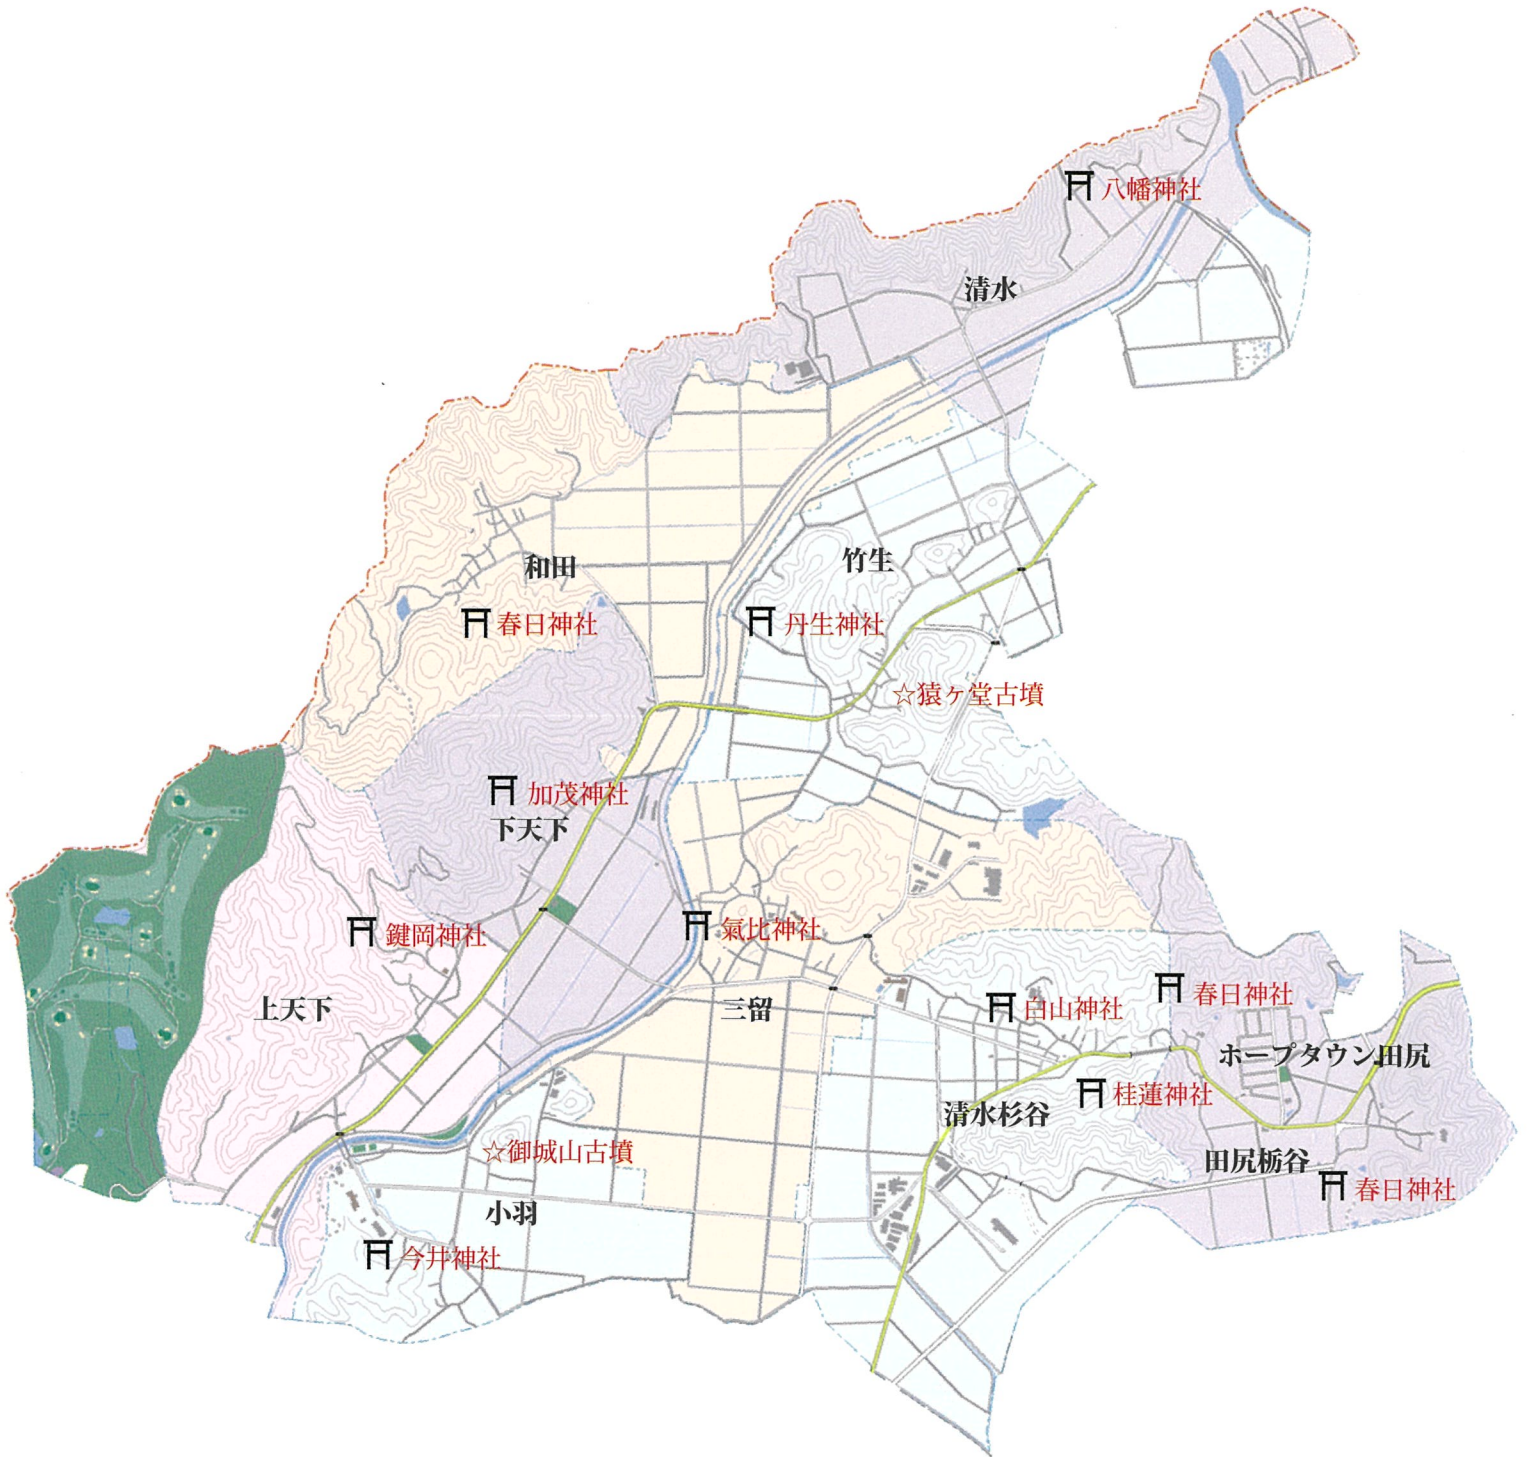 八幡神社
清水
竹生
和田
春日神社
丹生神社
☆猿ヶ堂古墳
加茂神社
下天下
鍵岡神社
氣比神社
上天下
三留
白山神社
春日神社
ホープタウン田尻
桂蓮神社
清水杉谷
☆御城山古墳
田尻栃谷
春日神社
小羽
今井神社